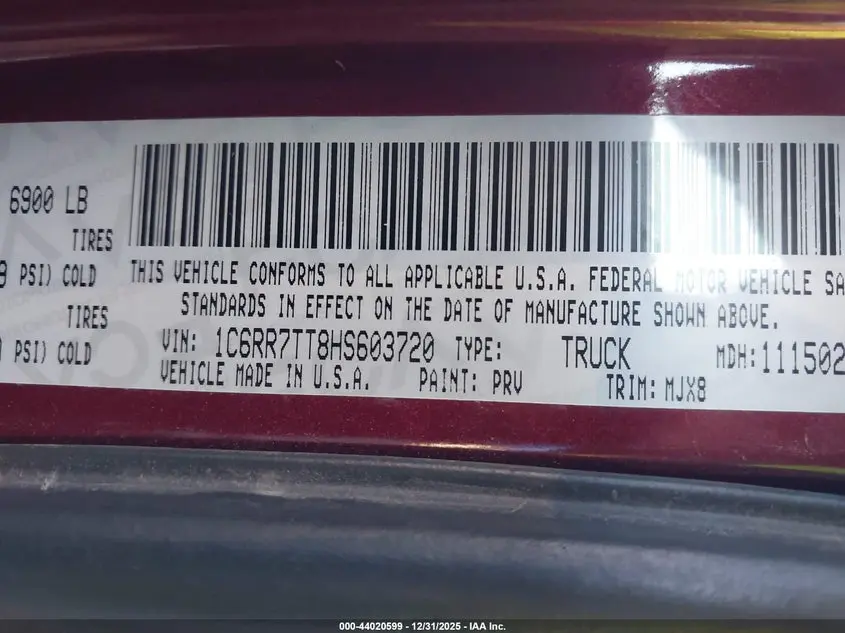 6900 LB
TIRES
PSI) COLD
TIRES
PSI) COLD
THIS VEHICLE CONFORMS TO ALL APPLICABLE U.S.A. FEDERAL MOTOR VEHICLE SA
STANDARDS IN EFFECT ON THE DATE OF MANUFACTURE SHOWN ABOVE.
VIN: 1C6RR7TT8HS603720 TYPE: TRUCK MDH: 111502
VEHICLE MADE IN U.S.A. PAINT: PRV TRIM: MJX8
000-44020599 — 12/31/2025 — IAA Inc.